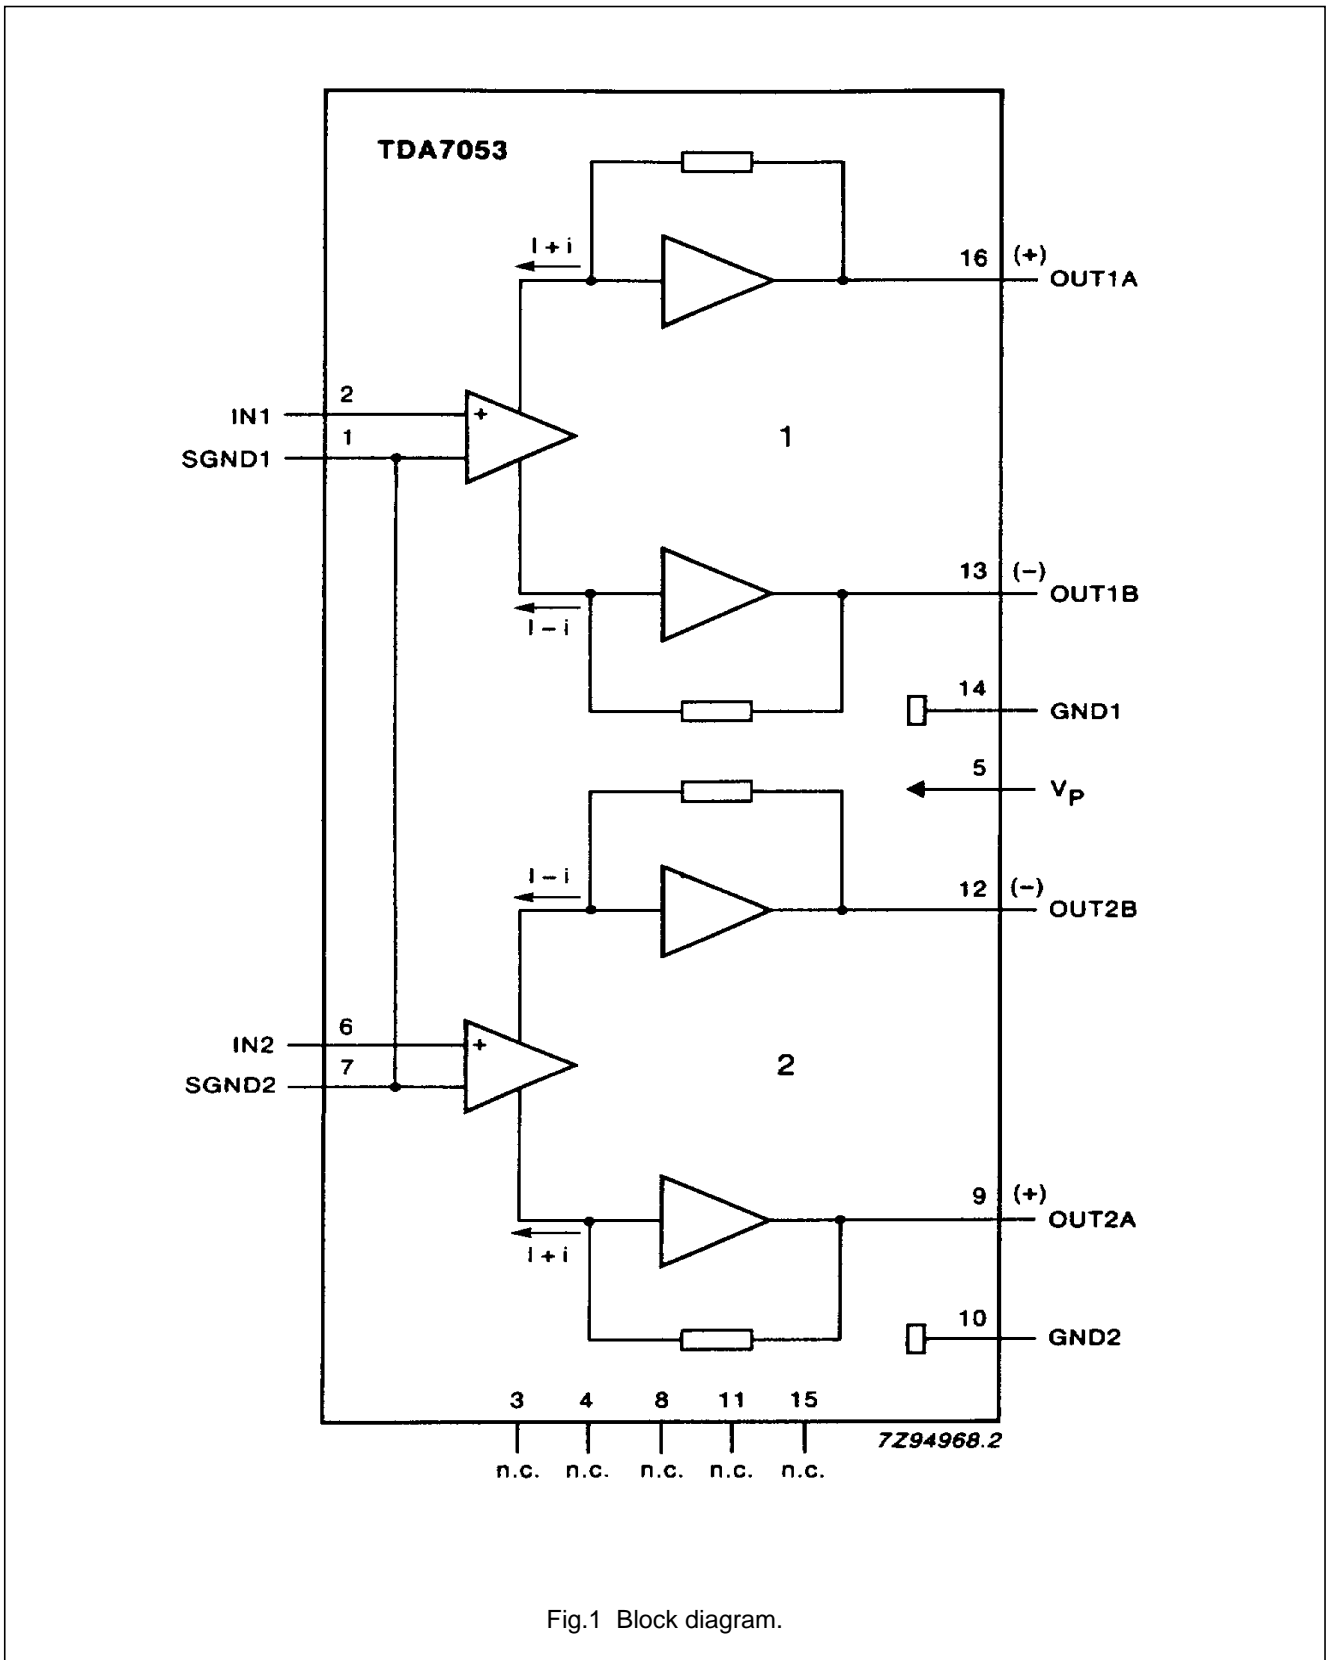 TDA7053
I + i
16 (+)
OUT1A
2
IN1
1
SGND1
1
13 (−)
OUT1B
I − i
14
GND1
5
VP
I − i
12 (−)
OUT2B
6
IN2
7
SGND2
2
9 (+)
OUT2A
I + i
10
GND2
3 4 8 11 15
7Z94968.2
n.c. n.c. n.c. n.c. n.c.
Fig.1 Block diagram.